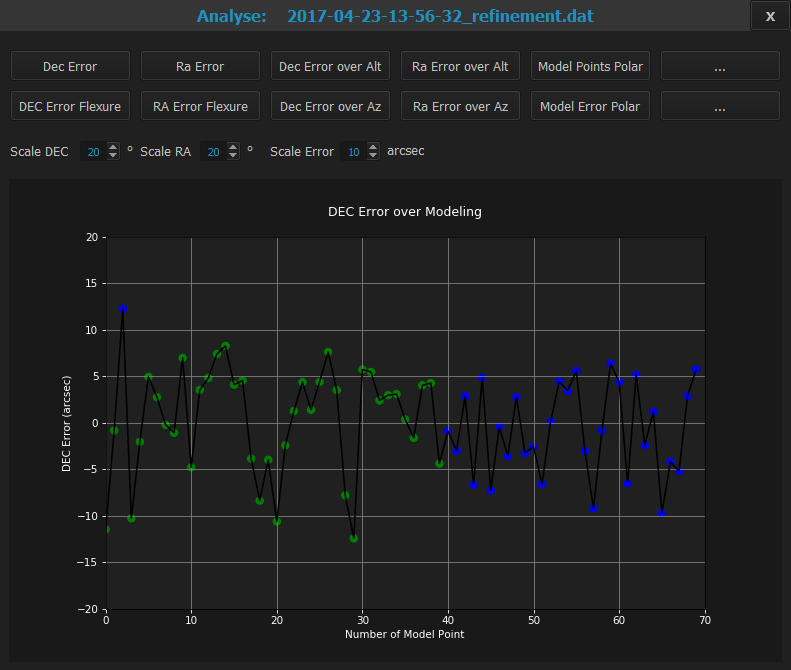 Analyse: 2017-04-23-13-56-32_refinement.dat X
Dec Error Ra Error Dec Error over Alt Ra Error over Alt Model Points Polar ...
DEC Error Flexure RA Error Flexure Dec Error over Az Ra Error over Az Model Error Polar ...
Scale DEC 20 ° Scale RA 20 ° Scale Error 10 arcsec
DEC Error over Modeling
20
15
10
5
0
−5
−10
−15
−20
DEC Error (arcsec)
0 10 20 30 40 50 60 70
Number of Model Point